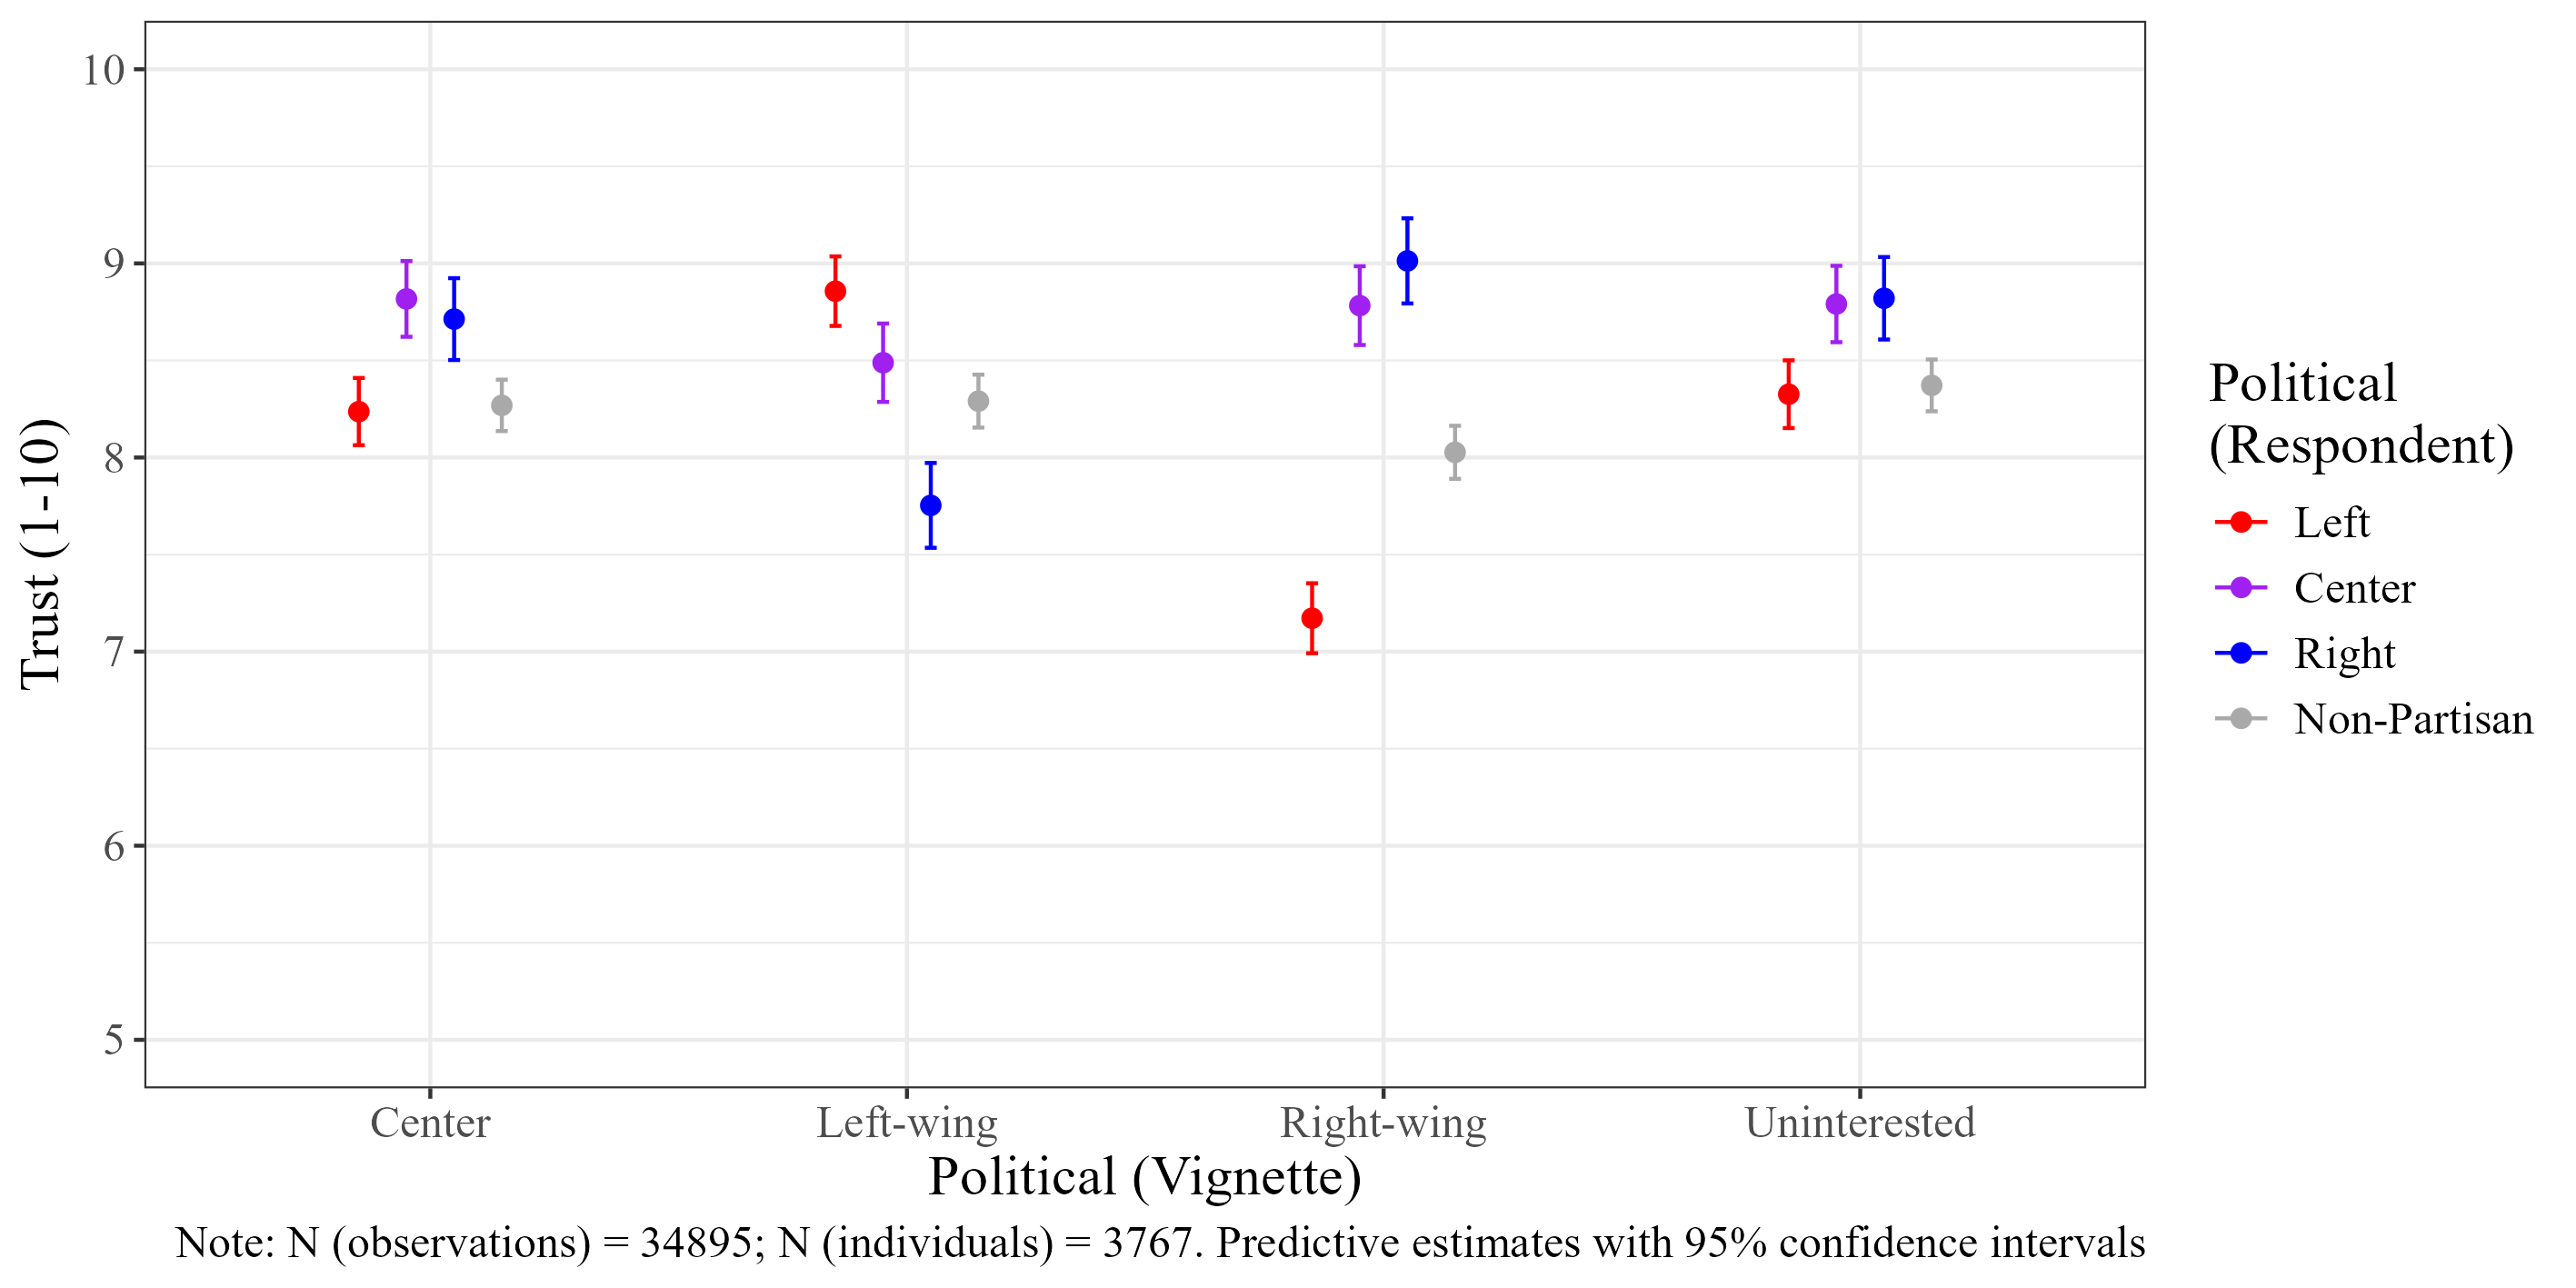 10
9
8
7
6
5
Trust (1-10)
Center
Left-wing
Right-wing
Uninterested
Political (Vignette)
Note: N (observations) = 34895; N (individuals) = 3767. Predictive estimates with 95% confidence intervals
Political
(Respondent)
Left
Center
Right
Non-Partisan